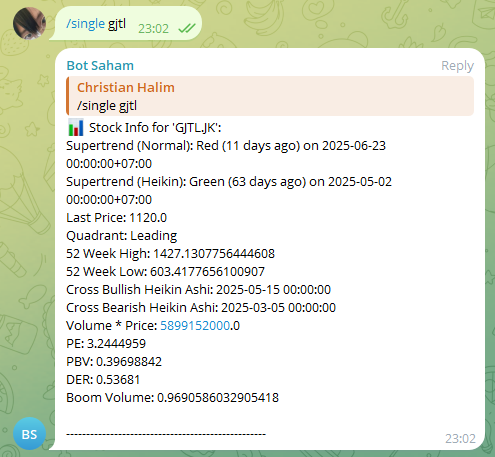 /single gjtl 23:02
Bot Saham Reply
Christian Halim
/single gjtl
Stock Info for 'GJTL.JK':
Supertrend (Normal): Red (11 days ago) on 2025-06-23
00:00:00+07:00
Supertrend (Heikin): Green (63 days ago) on 2025-05-02
00:00:00+07:00
Last Price: 1120.0
Quadrant: Leading
52 Week High: 1427.1307756444608
52 Week Low: 603.4177656100907
Cross Bullish Heikin Ashi: 2025-05-15 00:00:00
Cross Bearish Heikin Ashi: 2025-03-05 00:00:00
Volume * Price: 5899152000.0
PE: 3.2444959
PBV: 0.39698842
DER: 0.53681
Boom Volume: 0.9690586032905418
--------------------------------------------------
BS
23:02